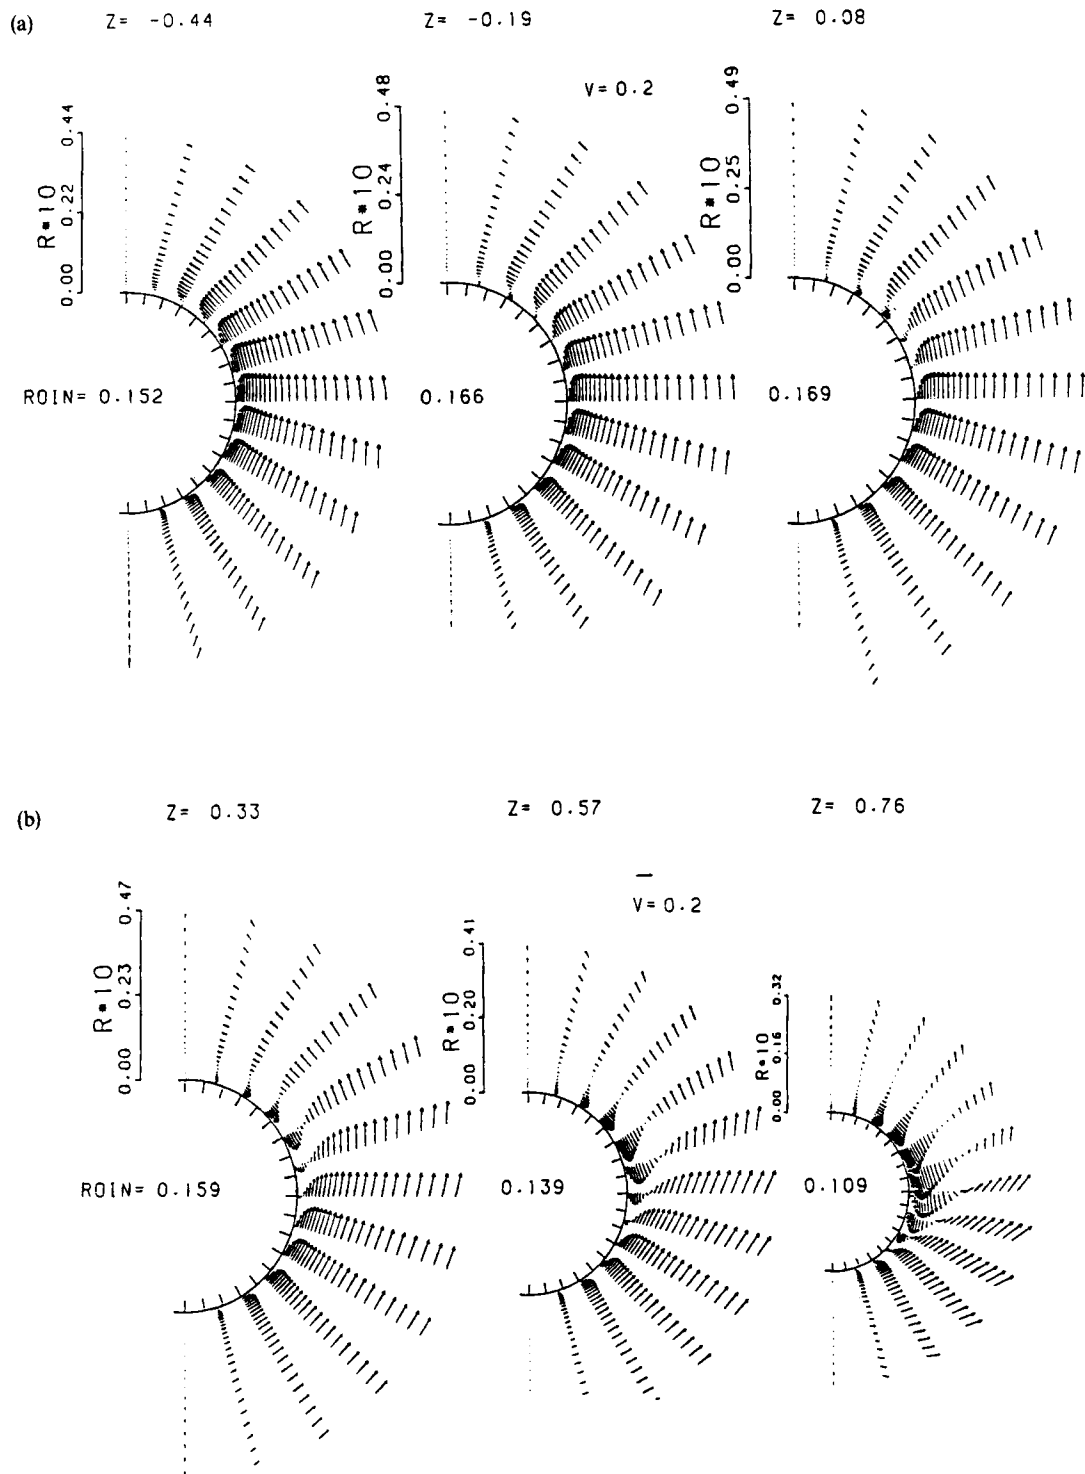 (a)
Z= -0.44
Z= -0.19
Z= 0.08
V=0.2
R*10
0.00 0.22 0.44
R*10
0.00 0.24 0.48
R*10
0.00 0.25 0.49
ROIN= 0.152
0.166
0.169
(b)
Z= 0.33
Z= 0.57
Z= 0.76
V=0.2
R*10
0.00 0.23 0.47
R*10
0.00 0.20 0.41
R*10
0.00 0.16 0.32
ROIN= 0.159
0.139
0.109